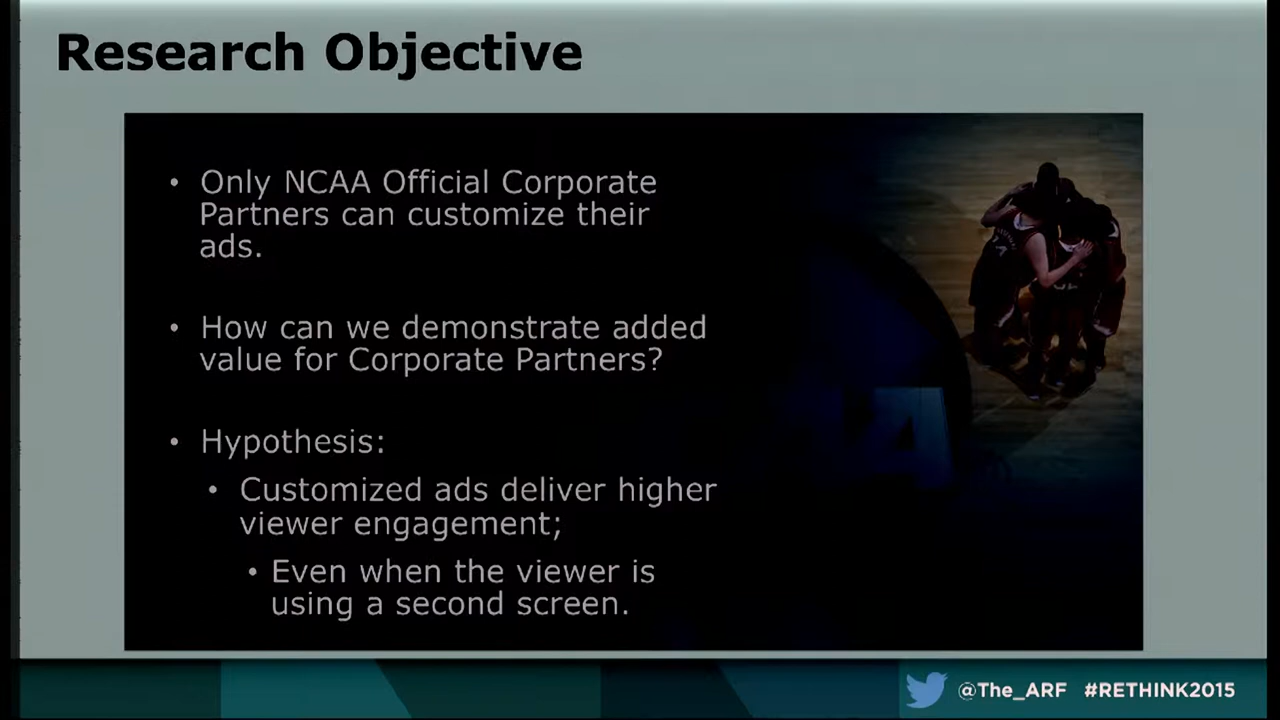 Research Objective
• Only NCAA Official Corporate
Partners can customize their
ads.
• How can we demonstrate added
value for Corporate Partners?
• Hypothesis:
• Customized ads deliver higher
viewer engagement;
• Even when the viewer is
using a second screen.
@The_ARF #RETHINK2015